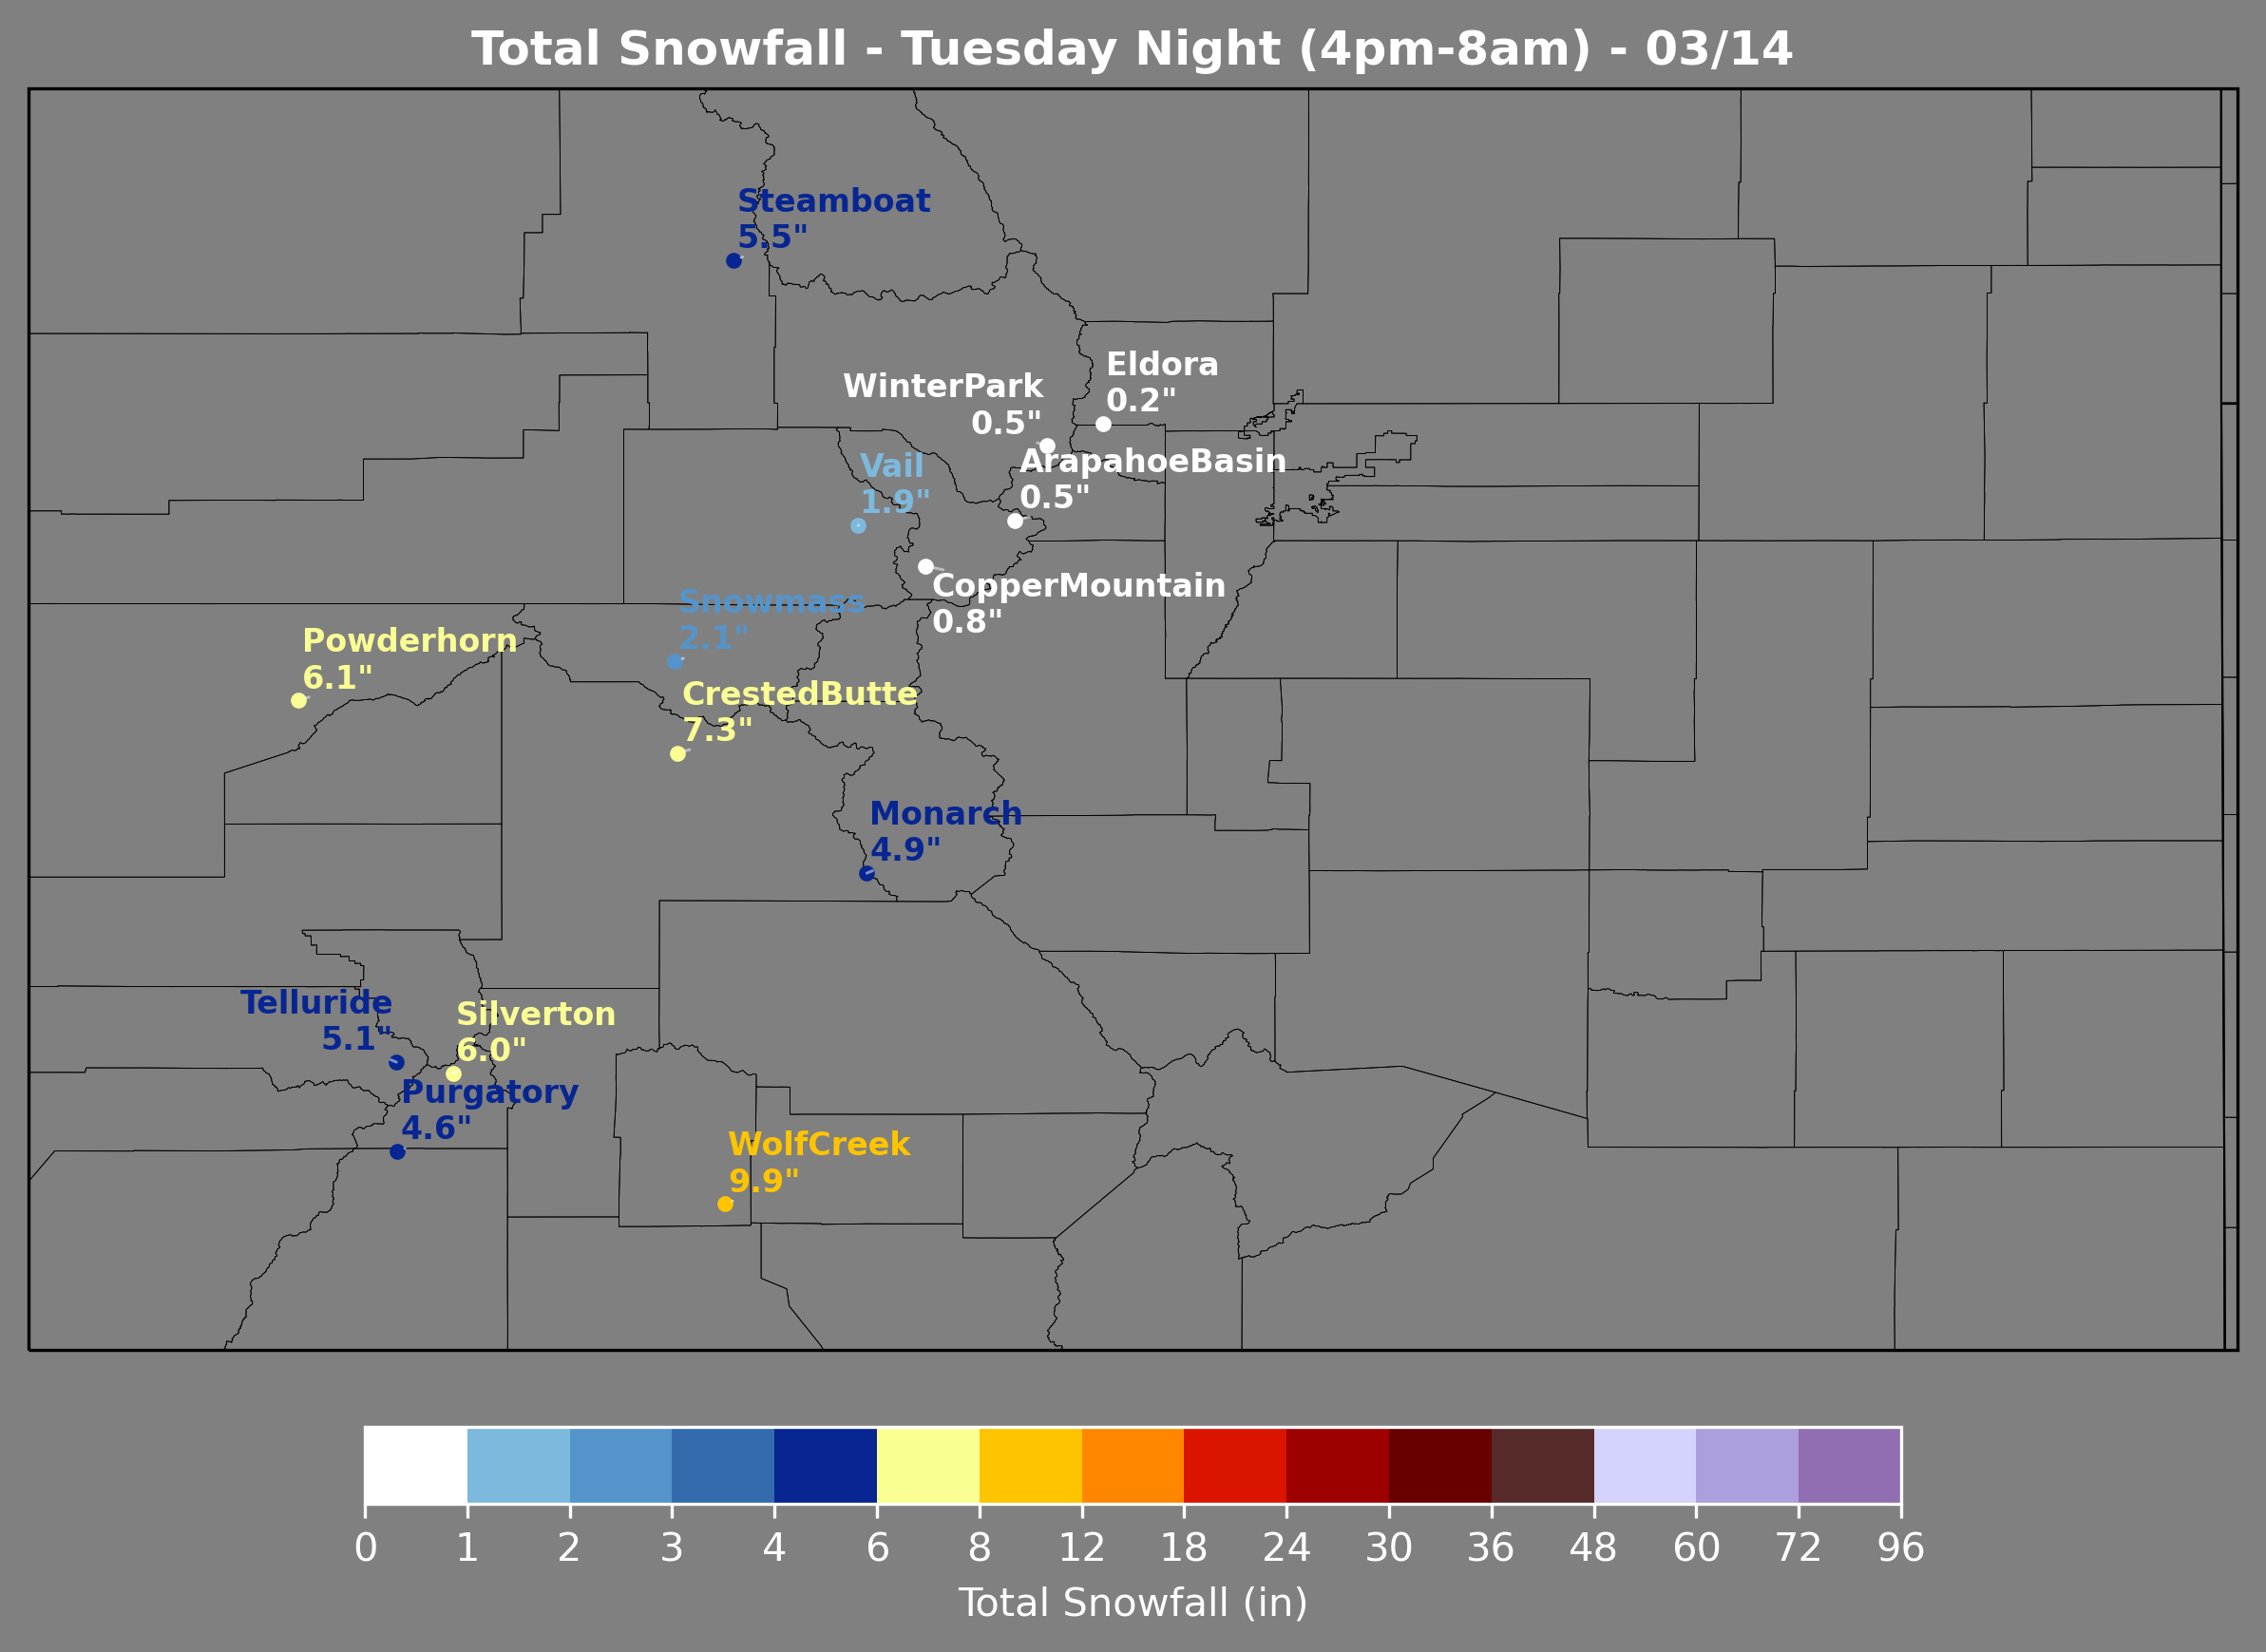 Total Snowfall - Tuesday Night (4pm-8am) - 03/14
Steamboat
5.5"
Eldora
0.2"
WinterPark
0.5"
ArapahoeBasin
0.5"
Vail
1.9"
CopperMountain
0.8"
Snowmass
2.1"
Powderhorn
6.1"
CrestedButte
7.3"
Monarch
4.9"
Telluride
5.1"
Silverton
6.0"
Purgatory
4.6"
WolfCreek
9.9"
0 1 2 3 4 6 8 12 18 24 30 36 48 60 72 96
Total Snowfall (in)